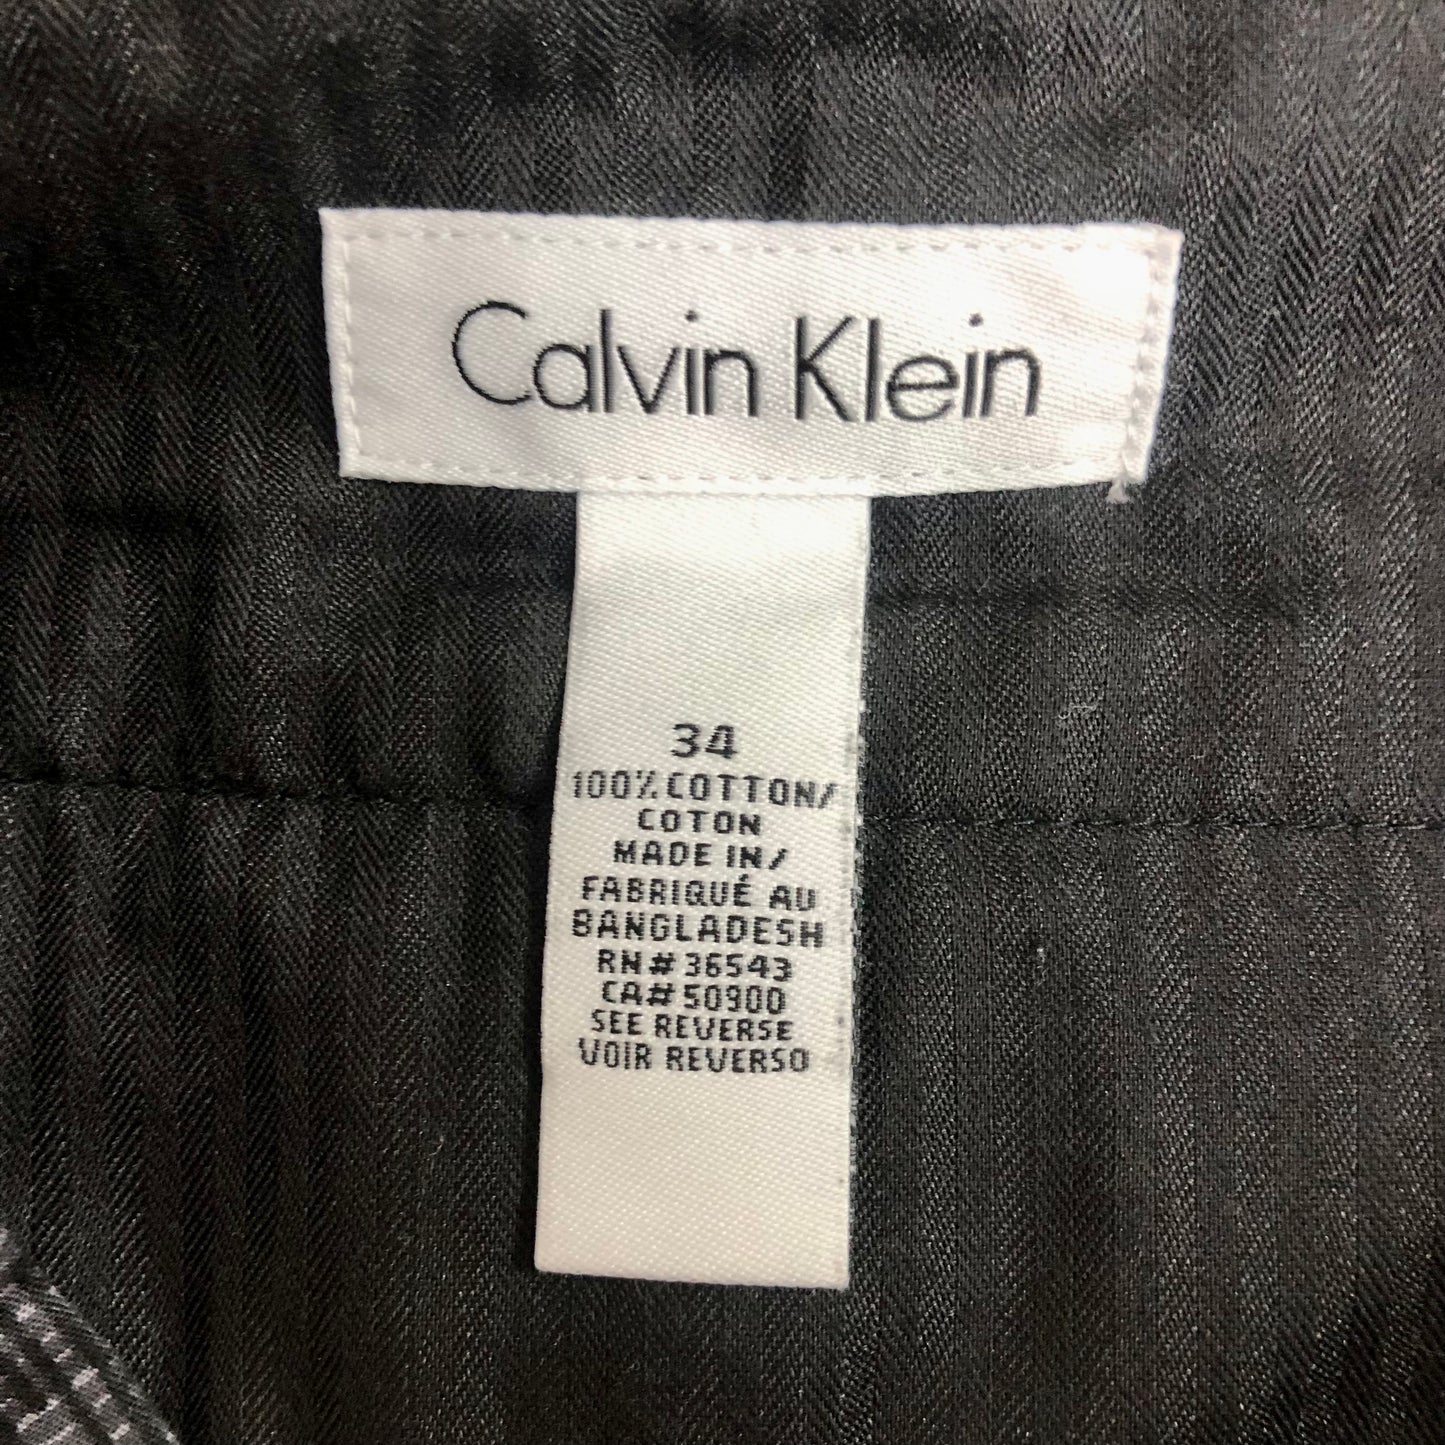 Calvin Klein
34
100% COTTON/
COTON
MADE IN/
FABRIQUÉ AU
BANGLADESH
RN# 36543
CA# 50900
SEE REVERSE
VOIR REVERSO